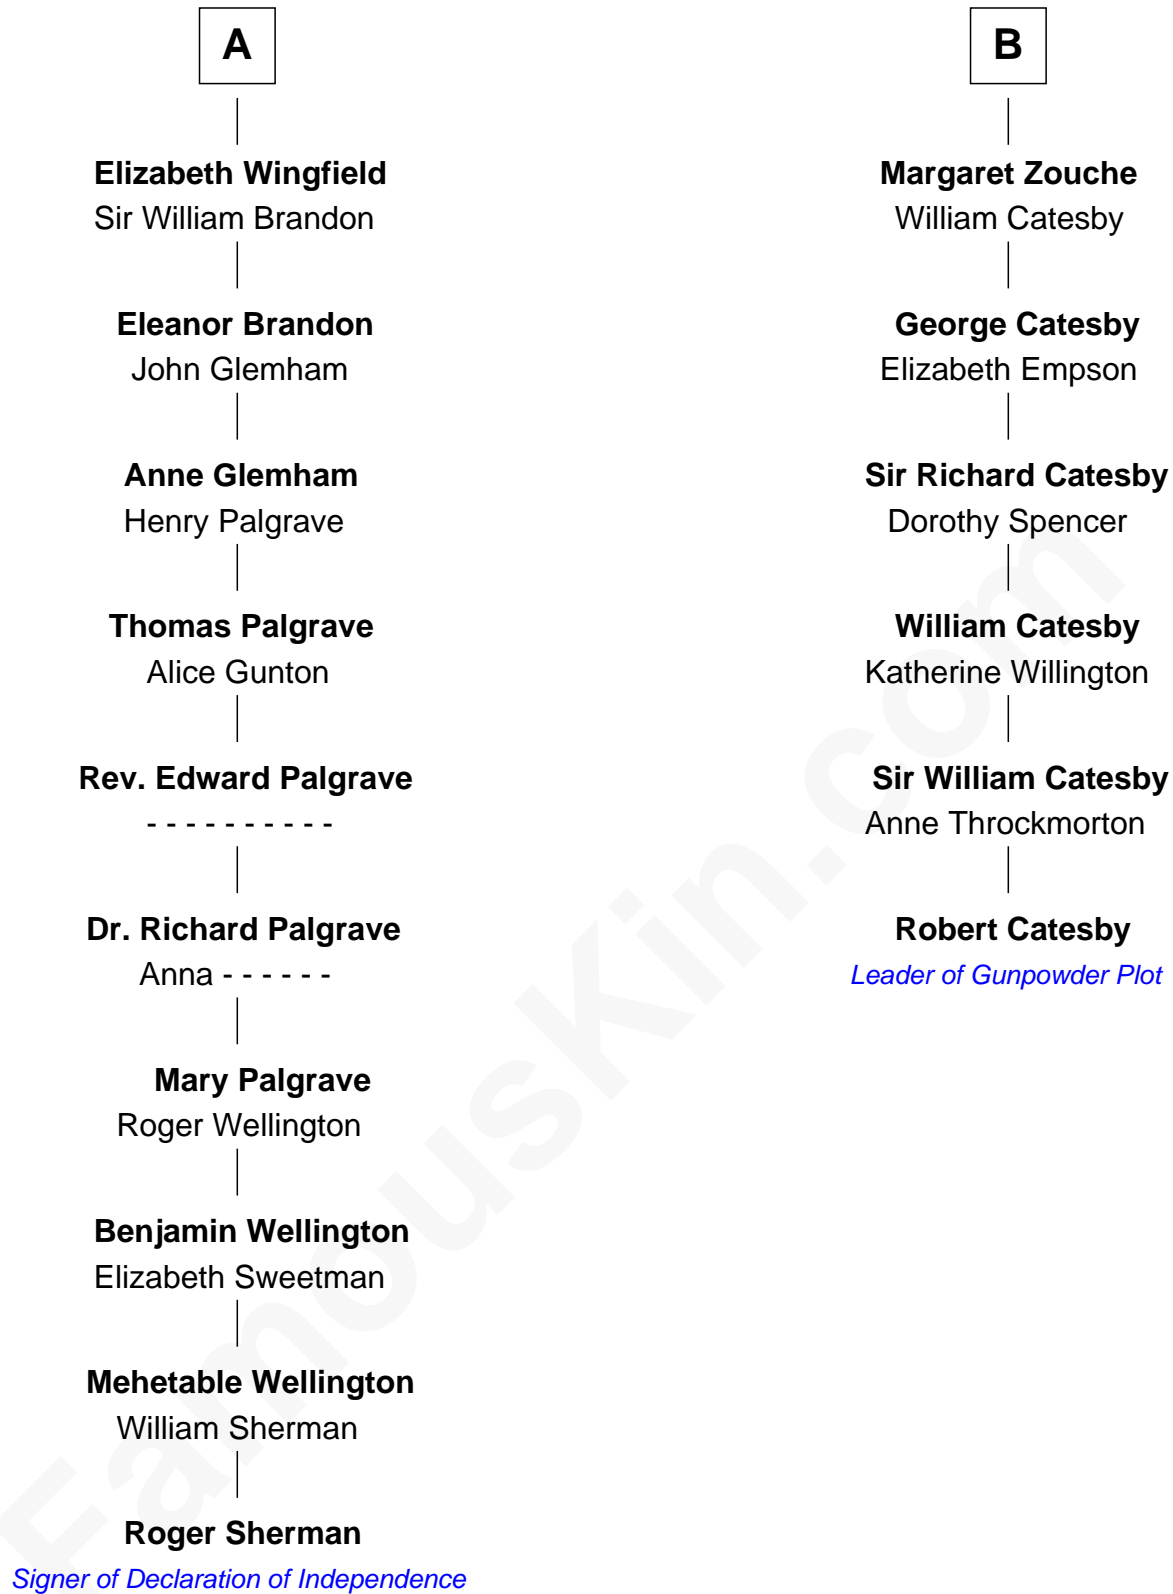 A
Elizabeth Wingfield
Sir William Brandon
Eleanor Brandon
John Glemham
Anne Glemham
Henry Palgrave
Thomas Palgrave
Alice Gunton
Rev. Edward Palgrave
- - - - - - - - - -
Dr. Richard Palgrave
Anna - - - - - -
Mary Palgrave
Roger Wellington
Benjamin Wellington
Elizabeth Sweetman
Mehetable Wellington
William Sherman
Roger Sherman
Signer of Declaration of Independence
B
Margaret Zouche
William Catesby
George Catesby
Elizabeth Empson
Sir Richard Catesby
Dorothy Spencer
William Catesby
Katherine Willington
Sir William Catesby
Anne Throckmorton
Robert Catesby
Leader of Gunpowder Plot
FamousKin.com